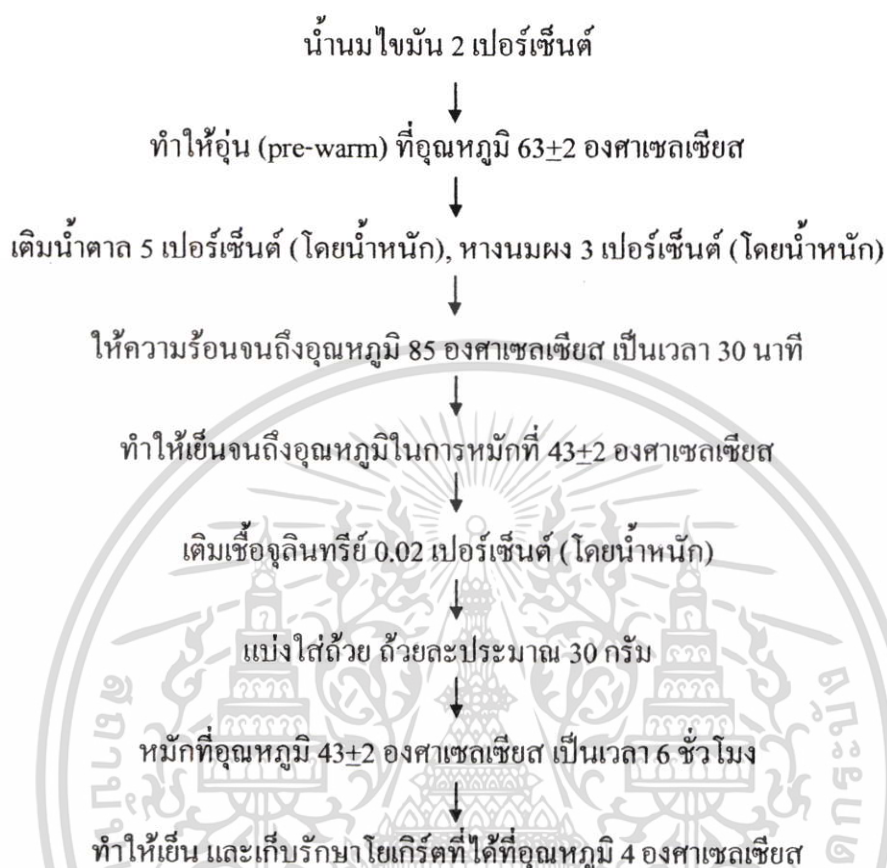 น้ำนมไขมัน 2 เปอร์เซ็นต์
ทำให้อุ่น (pre-warm) ที่อุณหภูมิ 63±2 องศาเซลเซียส
เติมน้ำตาล 5 เปอร์เซ็นต์ (โดยน้ำหนัก), หางนมผง 3 เปอร์เซ็นต์ (โดยน้ำหนัก)
ให้ความร้อนจนถึงอุณหภูมิ 85 องศาเซลเซียส เป็นเวลา 30 นาที
ทำให้เย็นจนถึงอุณหภูมิในการหมักที่ 43±2 องศาเซลเซียส
เติมเชื้อจุลินทรีย์ 0.02 เปอร์เซ็นต์ (โดยน้ำหนัก)
แบ่งใส่ถ้วย ถ้วยละประมาณ 30 กรัม
หมักที่อุณหภูมิ 43±2 องศาเซลเซียส เป็นเวลา 6 ชั่วโมง
ทำให้เย็น และเก็บรักษาโยเกิร์ตที่ได้ที่อุณหภูมิ 4 องศาเซลเซียส